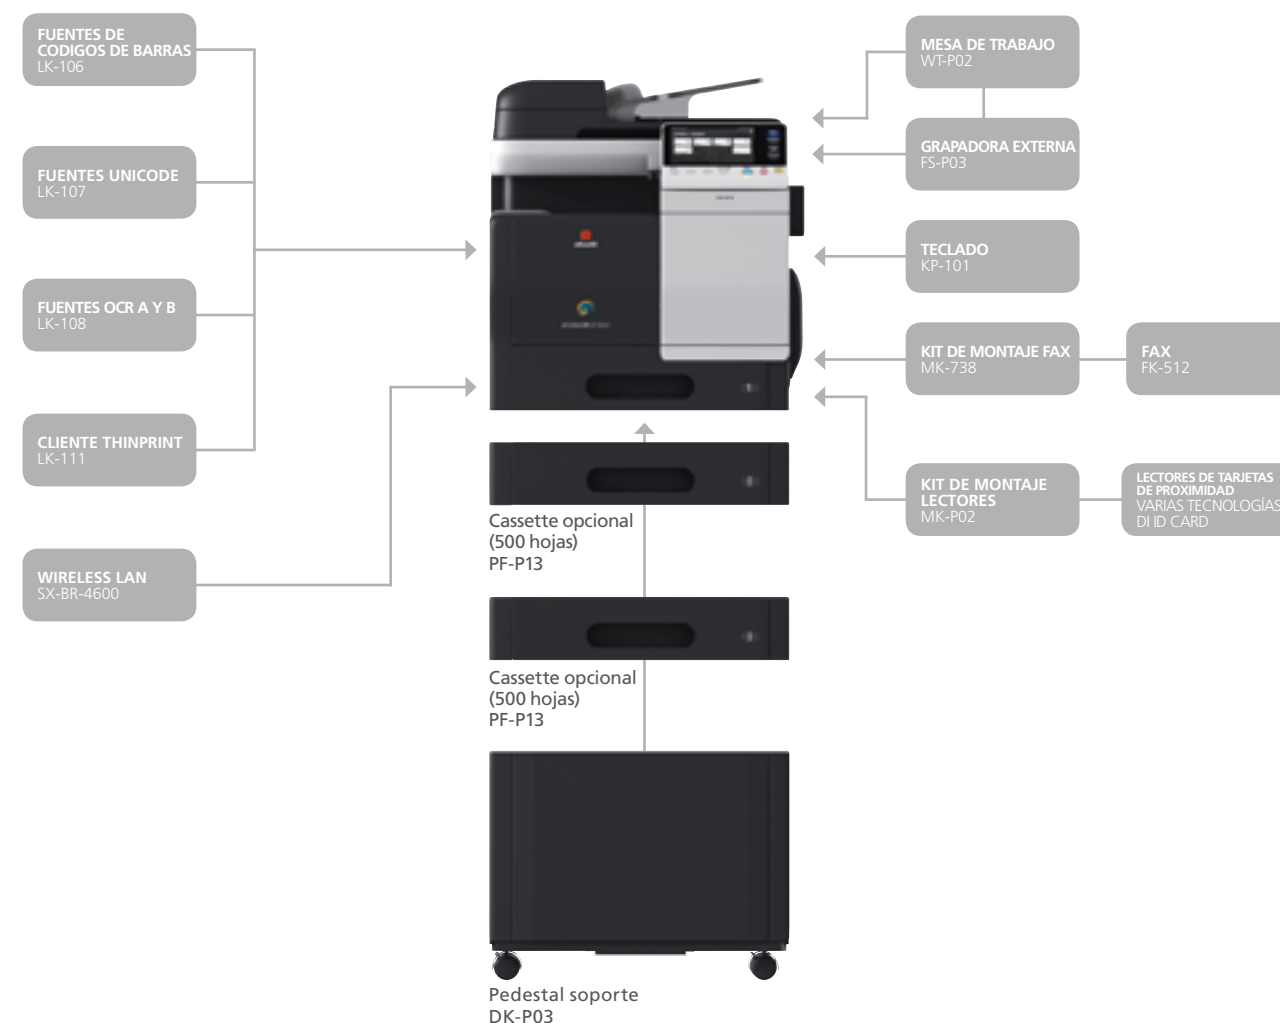 FUENTES DE
CODIGOS DE BARRAS
LK-106
FUENTES UNICODE
LK-107
FUENTES OCR A Y B
LK-108
CLIENTE THINPRINT
LK-111
WIRELESS LAN
SX-BR-4600
Cassette opcional
(500 hojas)
PF-P13
Cassette opcional
(500 hojas)
PF-P13
Pedestal soporte
DK-P03
MESA DE TRABAJO
WT-P02
GRAPADORA EXTERNA
FS-P03
TECLADO
KP-101
KIT DE MONTAJE FAX
MK-738
FAX
FK-512
KIT DE MONTAJE
LECTORES
MK-P02
LECTORES DE TARJETAS
DE PROXIMIDAD
VARIAS TECNOLOGÍAS
DI ID CARD